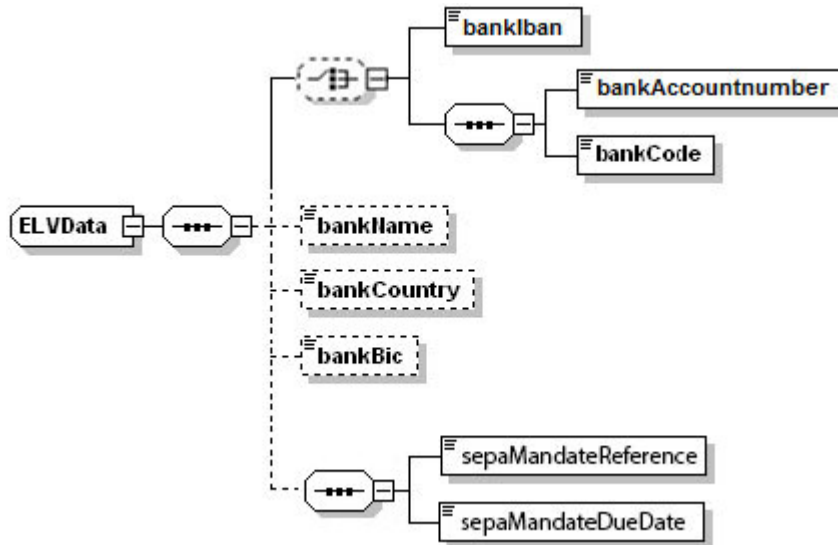 bankIban
bankAccountnumber
bankCode
ELVData
bankName
bankCountry
bankBic
sepaMandateReference
sepaMandateDueDate